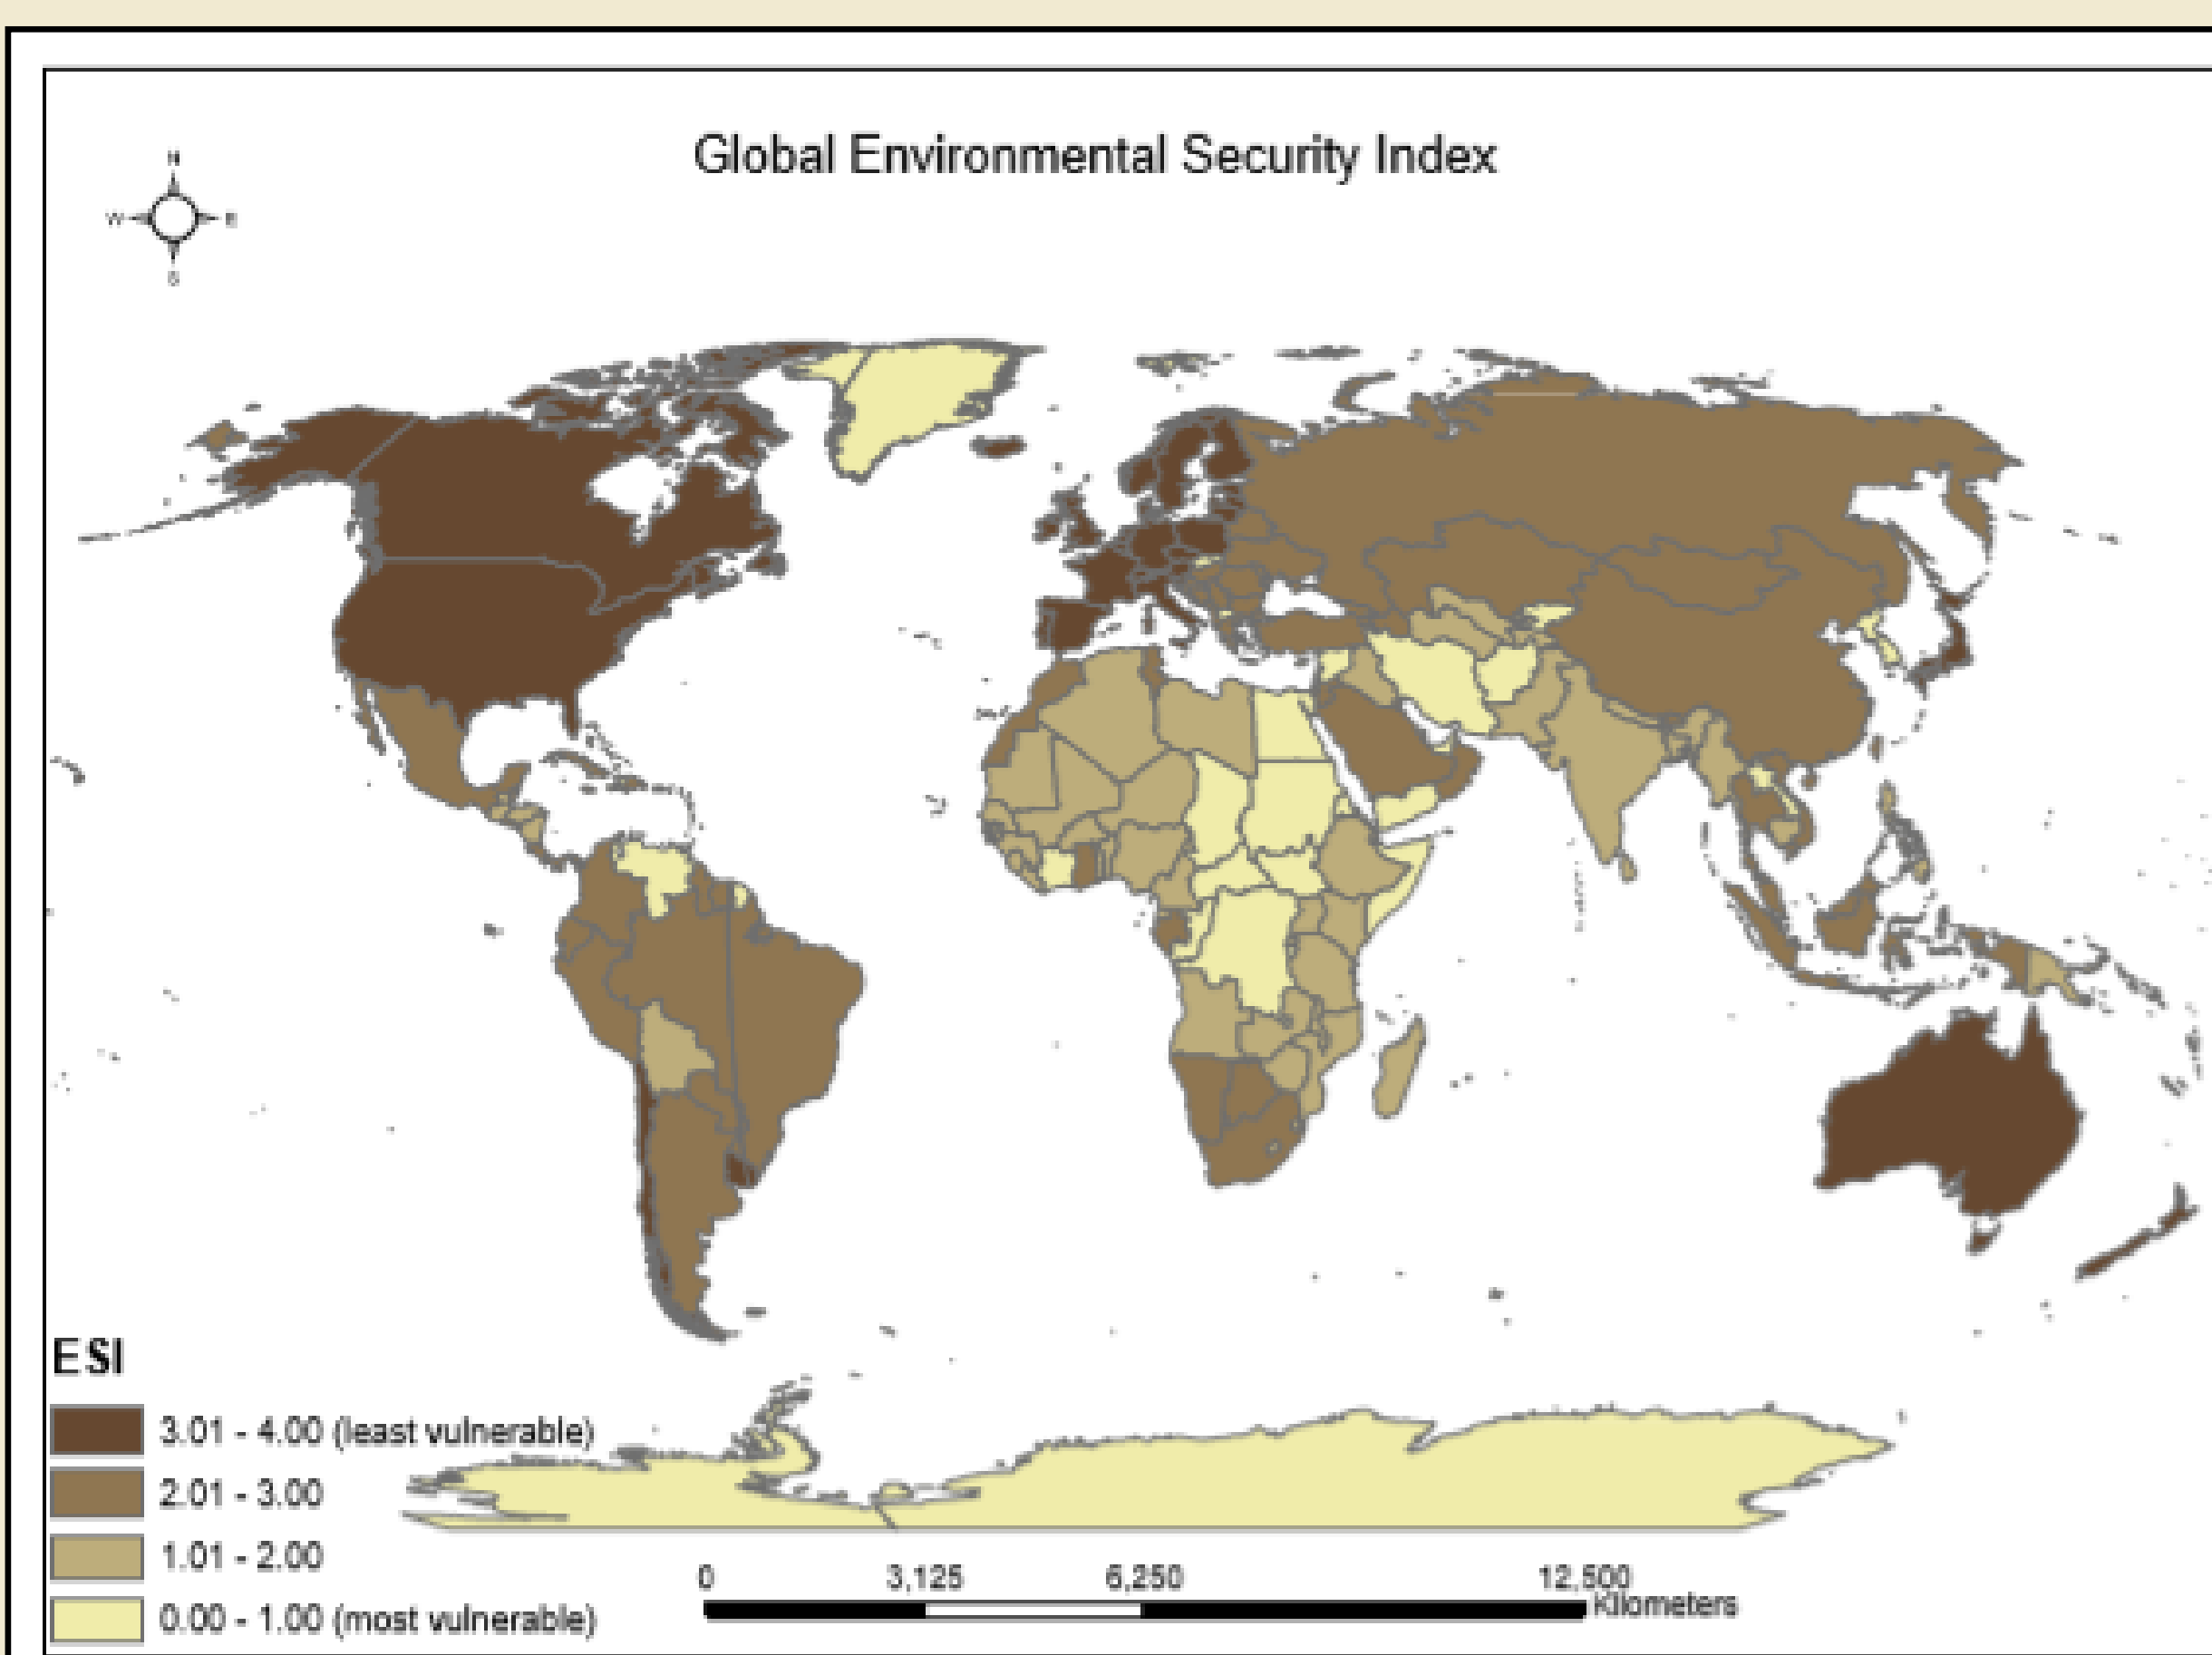 Global Environmental Security Index
N
W E
S
ESI
3.01 - 4.00 (least vulnerable)
2.01 - 3.00
1.01 - 2.00
0.00 - 1.00 (most vulnerable)
0 3,125 6,250 12,500
Kilometers